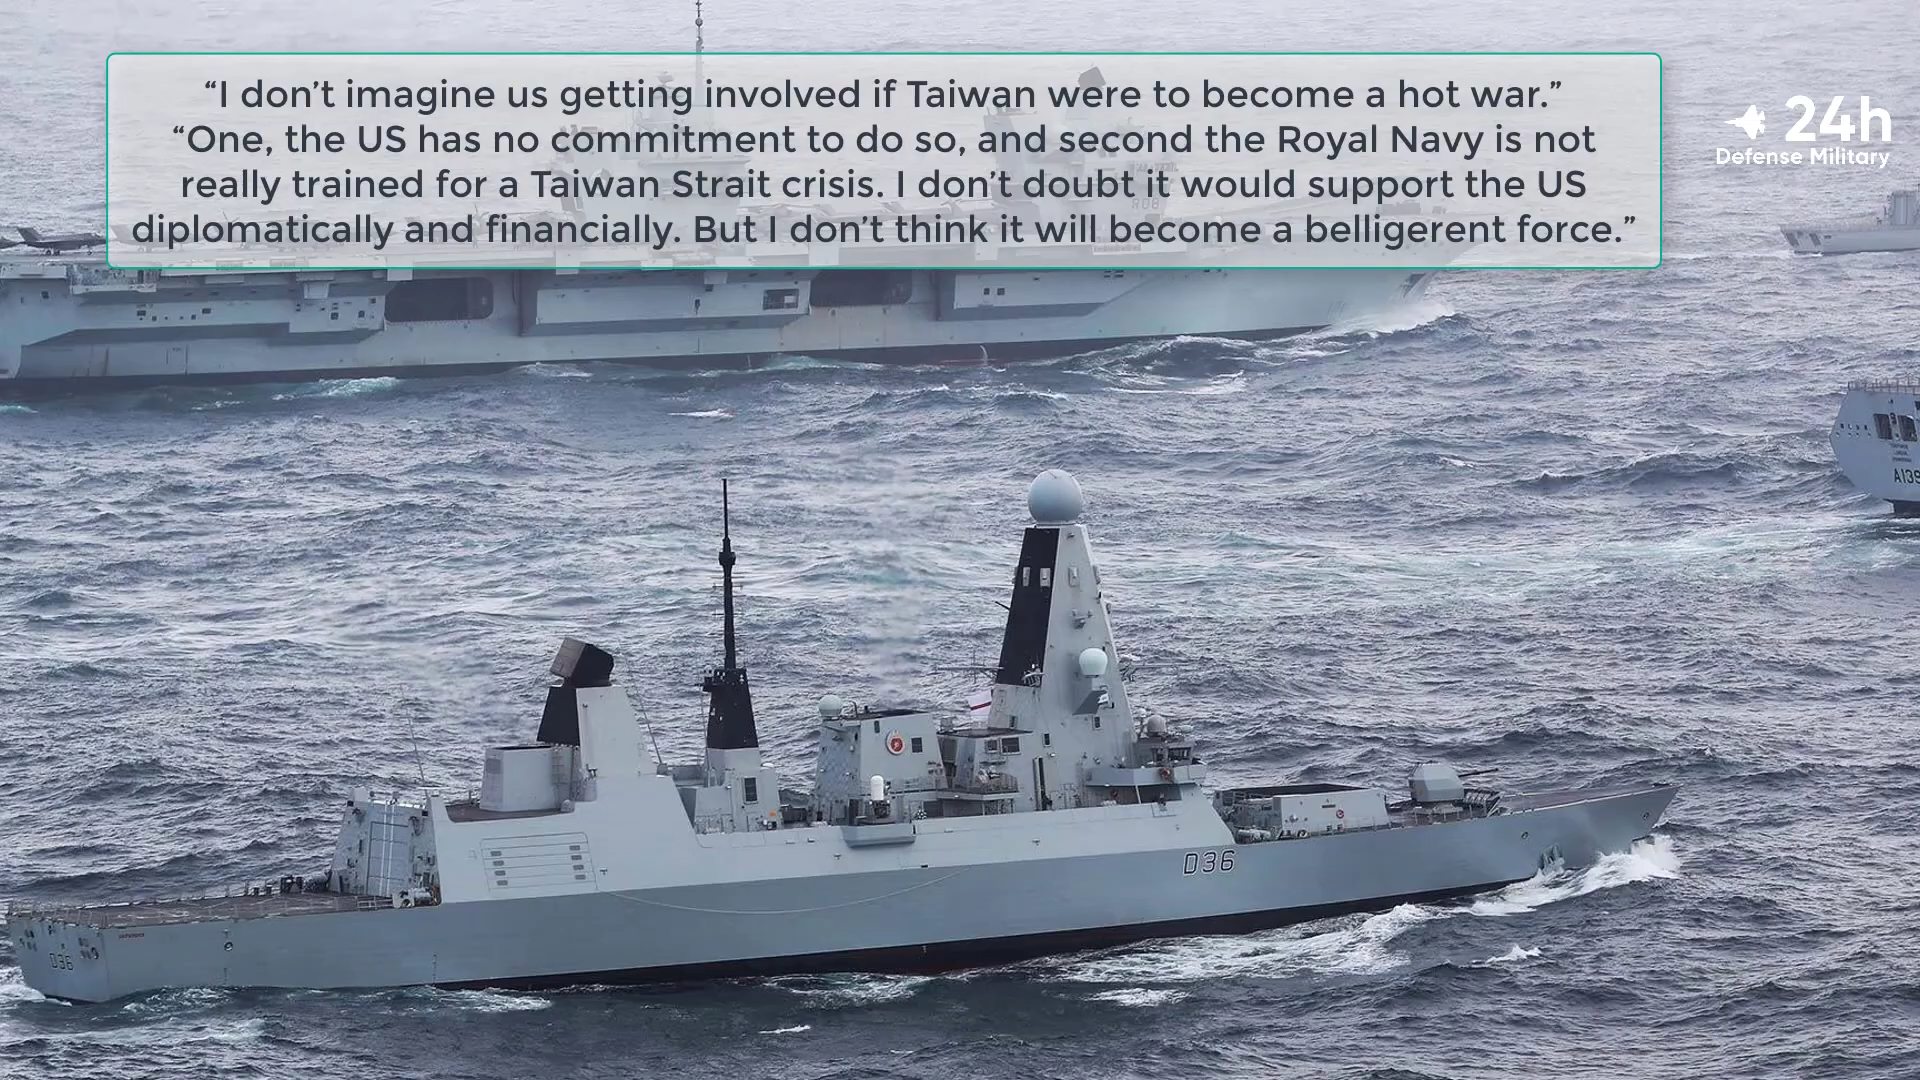 “I don’t imagine us getting involved if Taiwan were to become a hot war.”
“One, the US has no commitment to do so, and second the Royal Navy is not
really trained for a Taiwan Strait crisis. I don’t doubt it would support the US
diplomatically and financially. But I don’t think it will become a belligerent force.”
24h
Defense Military
R08
D36
D36